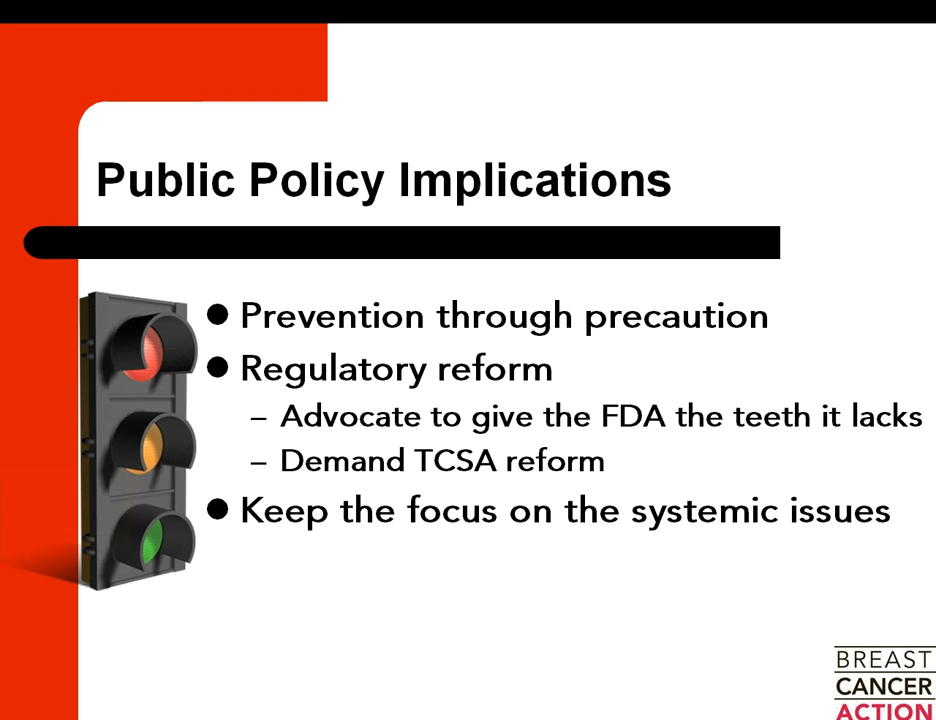 Public Policy Implications
● Prevention through precaution
● Regulatory reform
– Advocate to give the FDA the teeth it lacks
– Demand TCSA reform
● Keep the focus on the systemic issues
BREAST
CANCER
ACTION